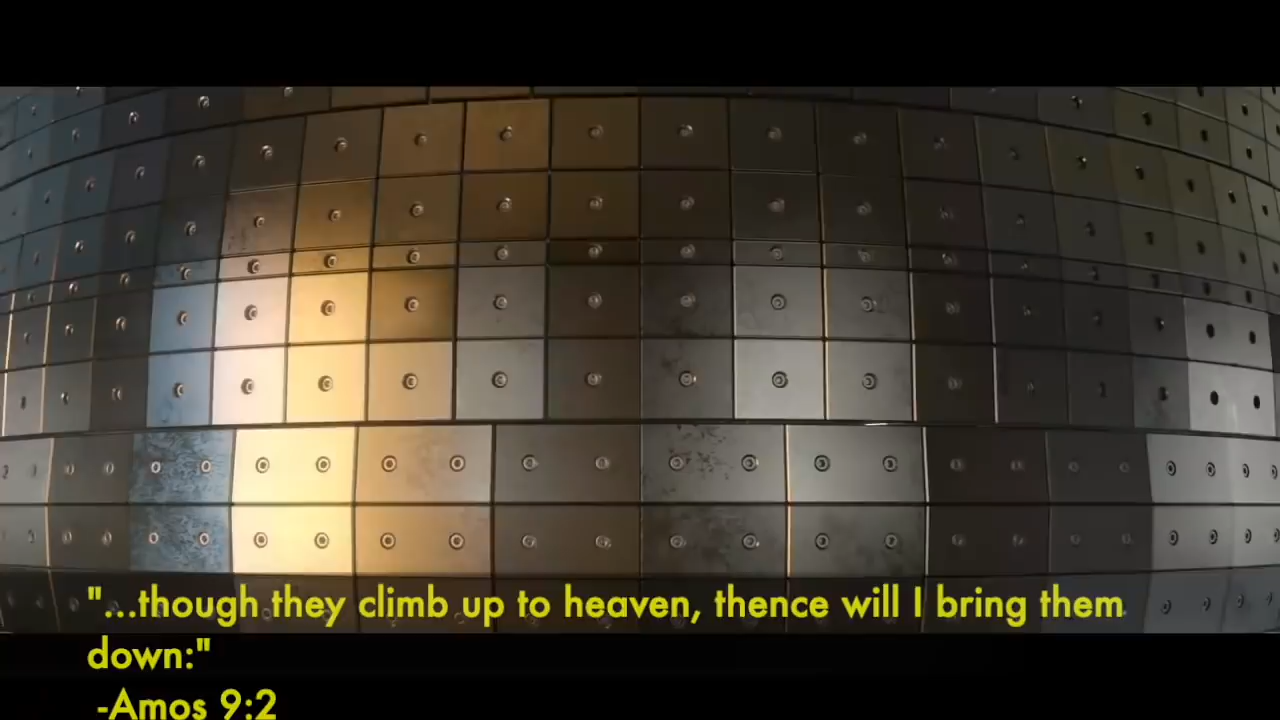 "...though they climb up to heaven, thence will I bring them
down:"
-Amos 9:2